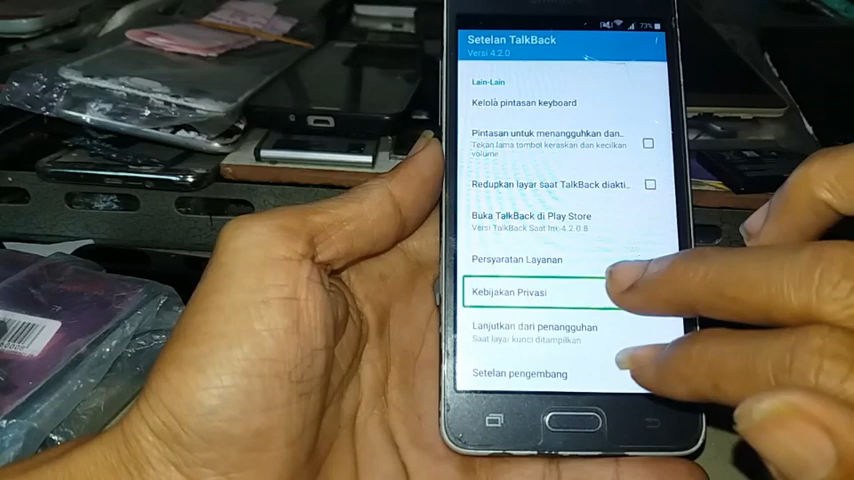 73%
Setelan TalkBack
Versi 4.2.0
Lain-Lain
Kelola pintasan keyboard
Pintasan untuk menangguhkan dan...
Tekan lama tombol keraskan dan kecilkan
volume
Redupkan layar saat TalkBack diakti...
Buka TalkBack di Play Store
Versi TalkBack Saat Ini: 4.2.0.8
Persyaratan Layanan
Kebijakan Privasi
Lanjutkan dari penangguhan
Saat layar kunci ditampilkan
Setelan pengembang